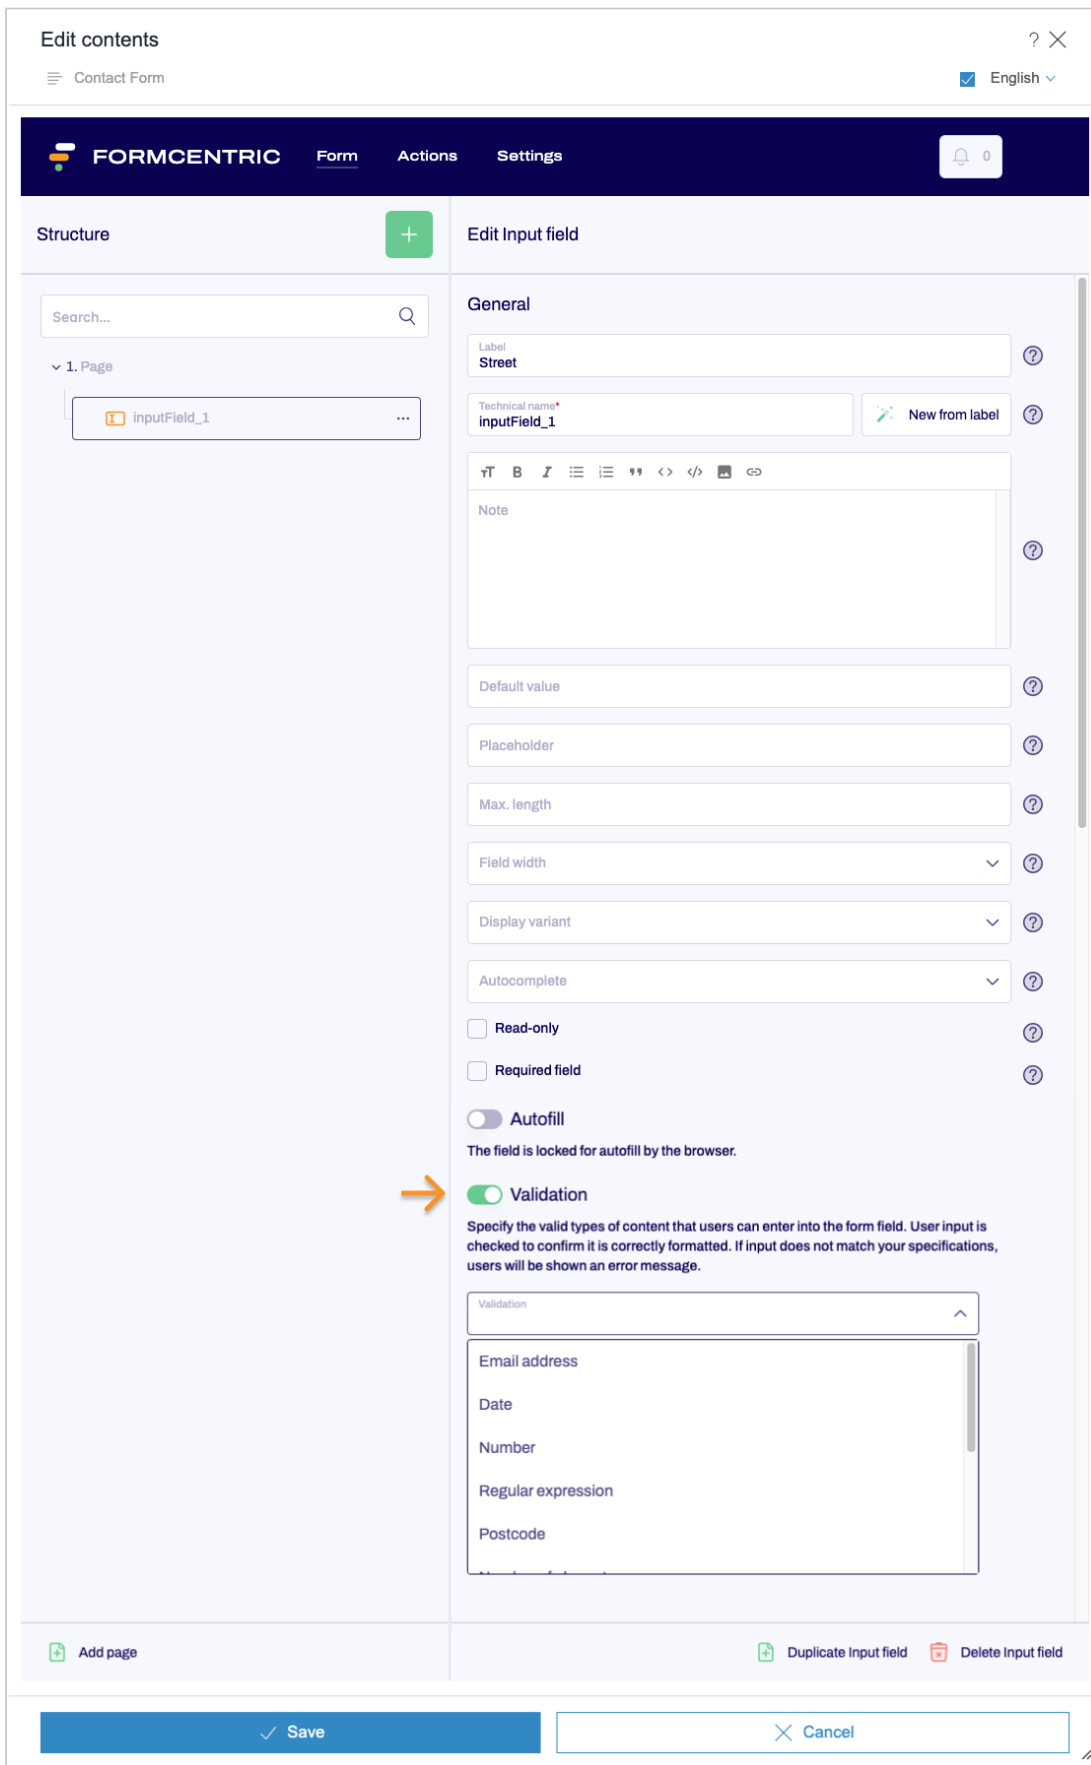 Edit contents
?
Contact Form
English
FORMCENTRIC
Form
Actions
Settings
0
Structure
+
Edit Input field
Search...
General
1. Page
Label
Street
?
inputField_1
...
Technical name*
inputField_1
New from label
?
Note
?
Default value
?
Placeholder
?
Max. length
?
Field width
?
Display variant
?
Autocomplete
?
Read-only
?
Required field
?
Autofill
The field is locked for autofill by the browser.
Validation
Specify the valid types of content that users can enter into the form field. User input is
checked to confirm it is correctly formatted. If input does not match your specifications,
users will be shown an error message.
Validation
Email address
Date
Number
Regular expression
Postcode
Add page
Duplicate Input field
Delete Input field
Save
Cancel